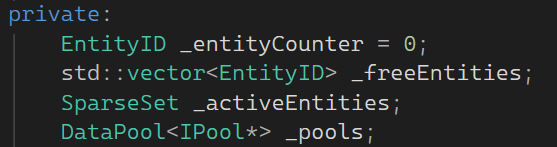 private:
EntityID _entityCounter = 0;
std::vector<EntityID> _freeEntities;
SparseSet _activeEntities;
DataPool<IPool*> _pools;